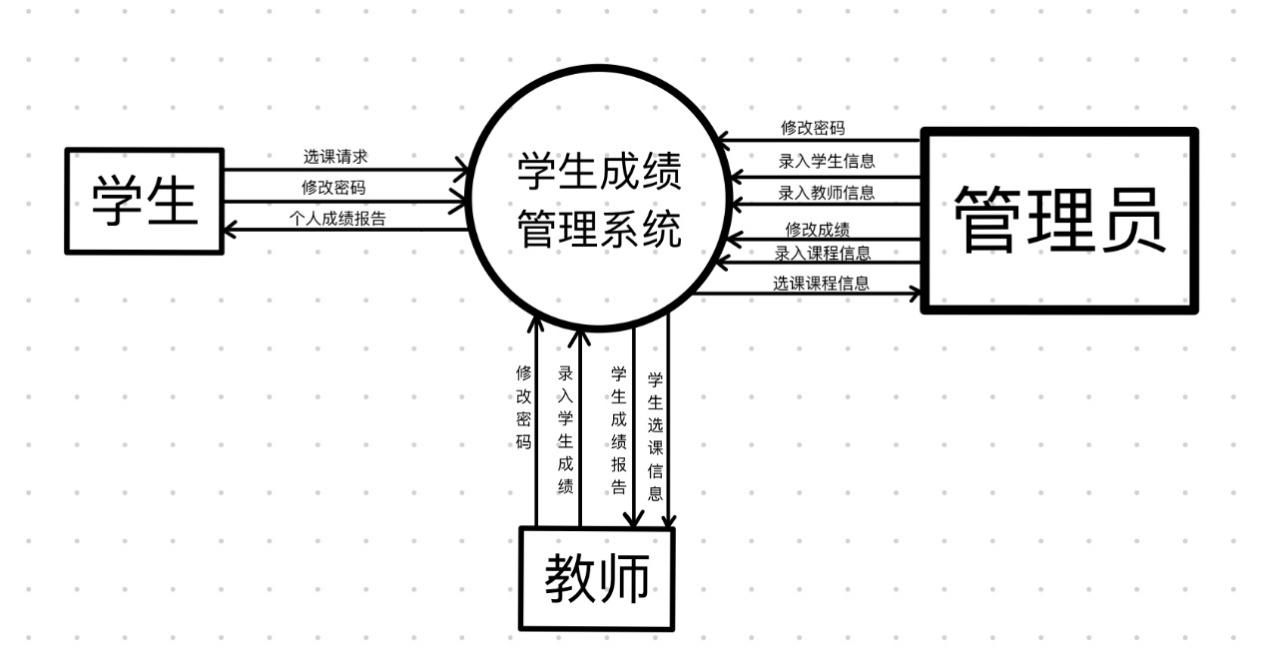 学生
选课请求
修改密码
个人成绩报告
学生成绩
管理系统
修改密码
录入学生信息
录入教师信息
修改成绩
录入课程信息
选课课程信息
管理员
修改密码
录入学生成绩
学生成绩报告
学生选课信息
教师